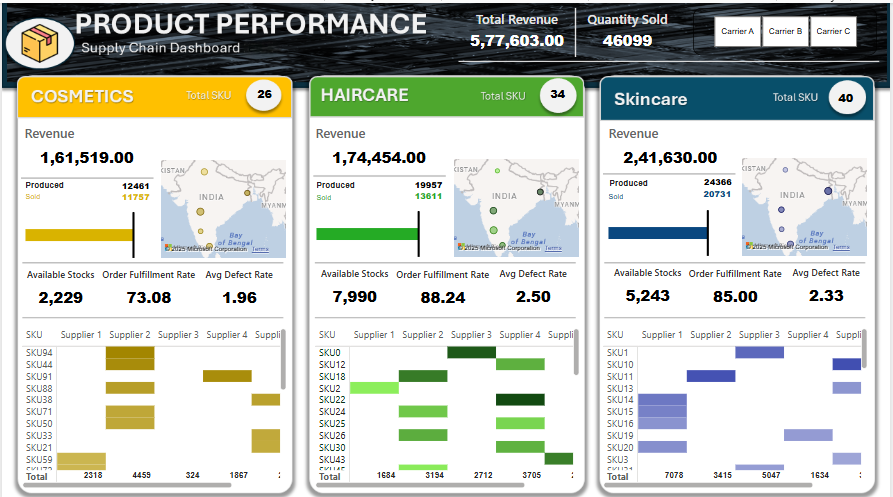 PRODUCT PERFORMANCE
Supply Chain Dashboard
Total Revenue
5,77,603.00
Quantity Sold
46099
Carrier A
Carrier B
Carrier C
COSMETICS
Total SKU
26
Revenue
1,61,519.00
Produced 12461
Sold 11757
KISTAN
INDIA
MYANM
Bay
of Bengal
© 2025 Microsoft Corporation Terms
Available Stocks Order Fulfillment Rate Avg Defect Rate
2,229 73.08 1.96
SKU Supplier 1 Supplier 2 Supplier 3 Supplier 4 Suppli
SKU94
SKU44
SKU91
SKU88
SKU38
SKU71
SKU50
SKU33
SKU21
SKU59
Total 2318 4459 324 1867
HAIRCARE
Total SKU
34
Revenue
1,74,454.00
Produced 19957
Sold 13611
KISTAN
INDIA
MYANM
Bay
of Bengal
© 2025 Microsoft Corporation Terms
Available Stocks Order Fulfillment Rate Avg Defect Rate
7,990 88.24 2.50
SKU Supplier 1 Supplier 2 Supplier 3 Supplier 4 Suppli
SKU0
SKU12
SKU18
SKU2
SKU22
SKU24
SKU25
SKU26
SKU30
SKU43
Total 1684 3194 2712 3705
Skincare
Total SKU
40
Revenue
2,41,630.00
Produced 24366
Sold 20731
KISTAN
INDIA
MYANM
Bay
of Bengal
© 2025 Microsoft Corporation Terms
Available Stocks Order Fulfillment Rate Avg Defect Rate
5,243 85.00 2.33
SKU Supplier 1 Supplier 2 Supplier 3 Supplier 4 Suppli
SKU1
SKU10
SKU11
SKU13
SKU14
SKU15
SKU16
SKU19
SKU20
SKU3
Total 7078 3415 5047 1634